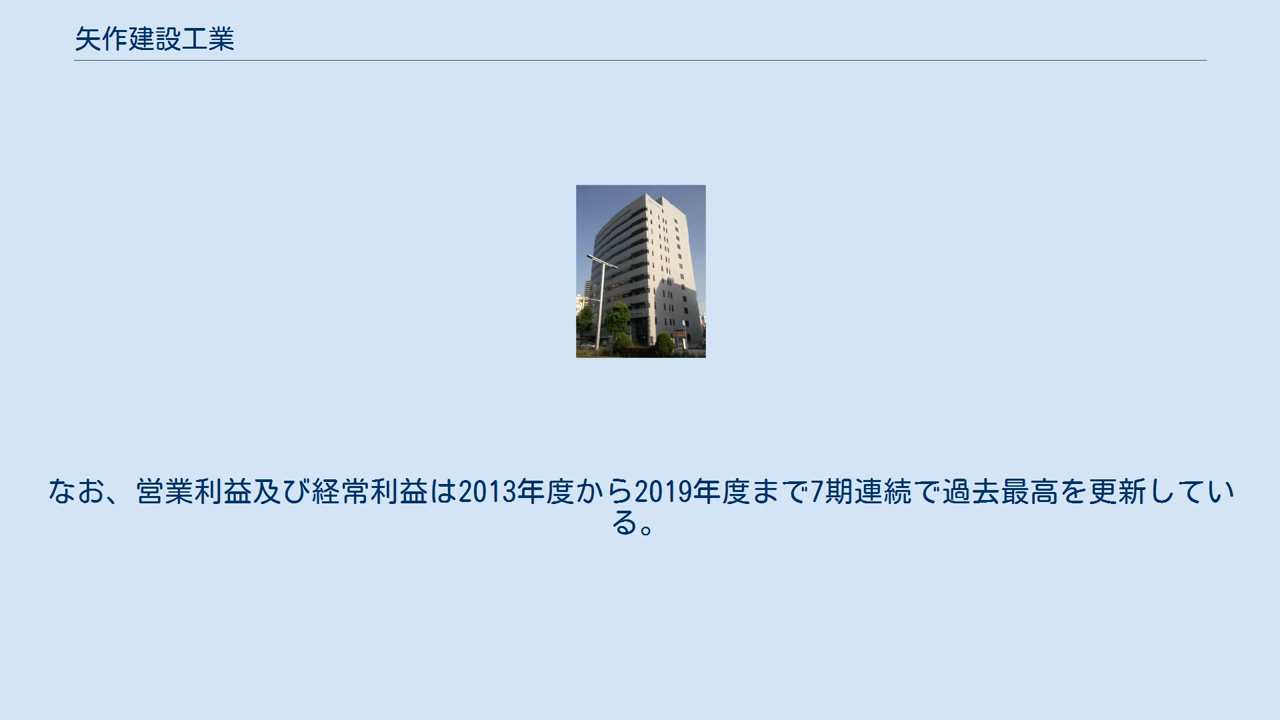 矢作建設工業
なお、営業利益及び経常利益は2013年度から2019年度まで7期連続で過去最高を更新してい
る。